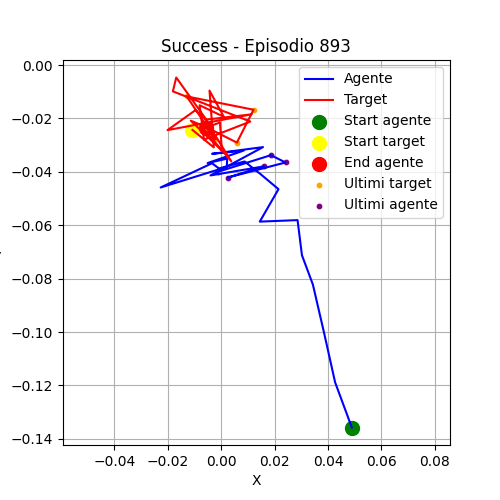 Success - Episodio 893
Agente
Target
Start agente
Start target
End agente
Ultimi target
Ultimi agente
0.00
−0.02
−0.04
−0.06
−0.08
−0.10
−0.12
−0.14
−0.04 −0.02 0.00 0.02 0.04 0.06 0.08
X